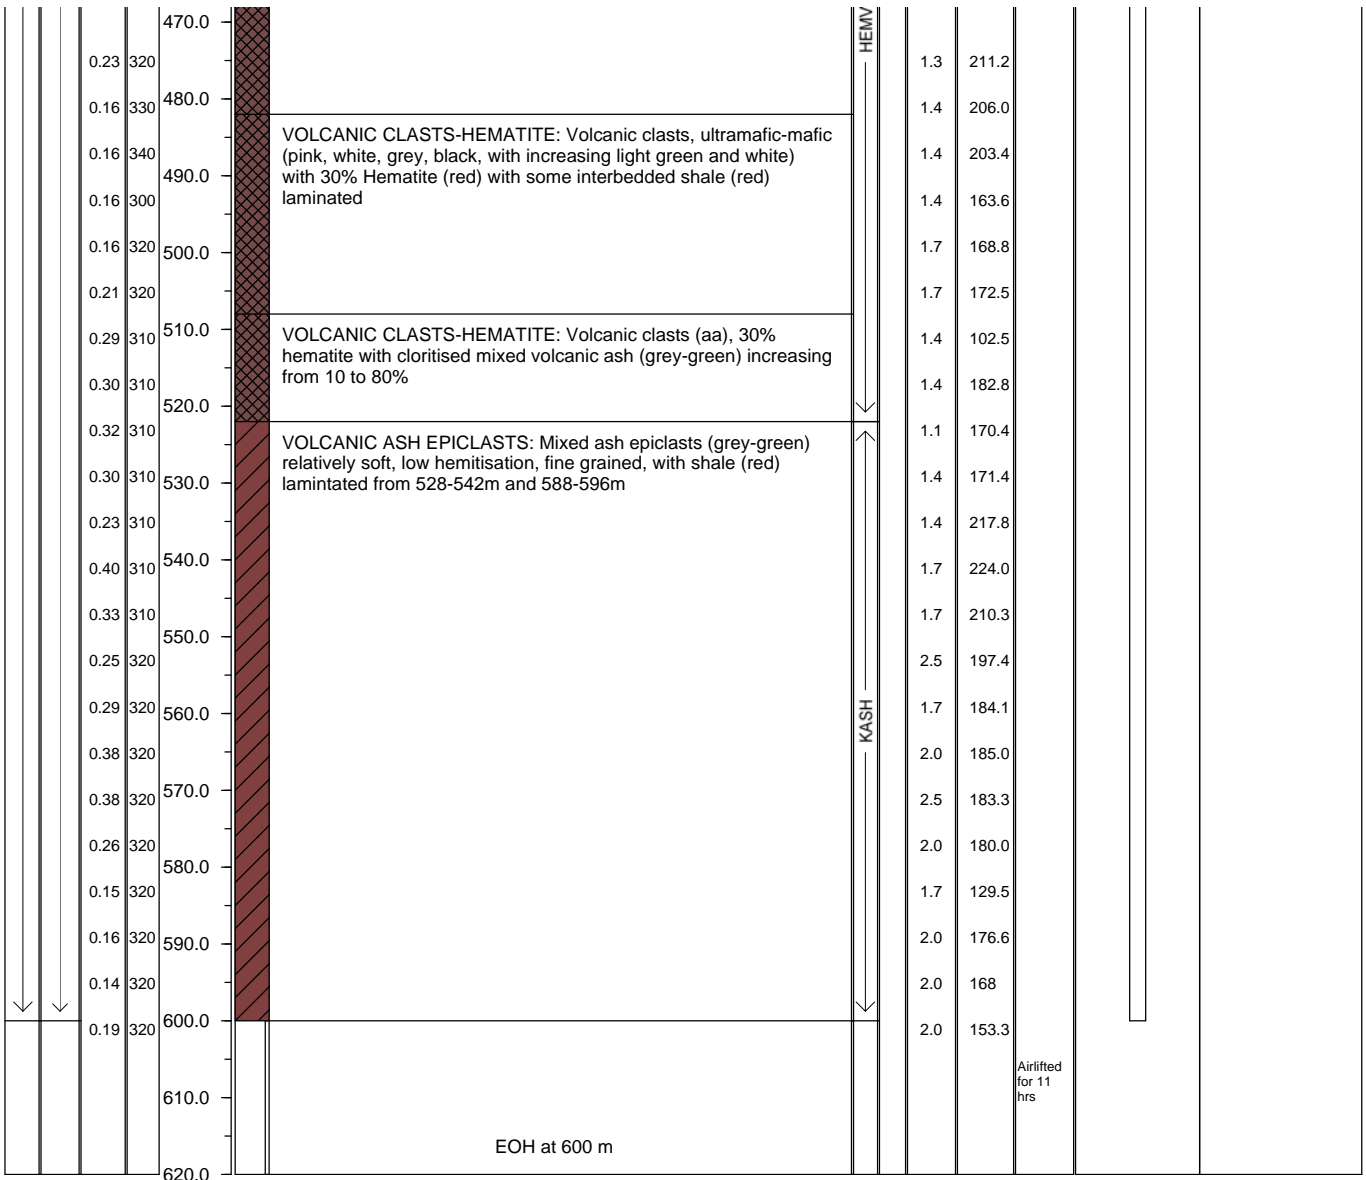 470.0
HEMV
0.23 320 1.3 211.2
480.0
0.16 330 1.4 206.0
VOLCANIC CLASTS-HEMATITE: Volcanic clasts, ultramafic-mafic
(pink, white, grey, black, with increasing light green and white)
with 30% Hematite (red) with some interbedded shale (red)
laminated
0.16 340 1.4 203.4
490.0
0.16 300 1.4 163.6
0.16 320 1.7 168.8
500.0
0.21 320 1.7 172.5
510.0
0.29 310 1.4 102.5
VOLCANIC CLASTS-HEMATITE: Volcanic clasts (aa), 30%
hematite with cloritised mixed volcanic ash (grey-green) increasing
from 10 to 80%
0.30 310 1.4 182.8
520.0
0.32 310 1.1 170.4
VOLCANIC ASH EPICLASTS: Mixed ash epiclasts (grey-green)
relatively soft, low hemitisation, fine grained, with shale (red)
lamintated from 528-542m and 588-596m
0.30 310 1.4 171.4
530.0
0.23 310 1.4 217.8
540.0
0.40 310 1.7 224.0
0.33 310 1.7 210.3
550.0
0.25 320 2.5 197.4
0.29 320 1.7 184.1
560.0
KASH
0.38 320 2.0 185.0
570.0
0.38 320 2.5 183.3
0.26 320 2.0 180.0
580.0
0.15 320 1.7 129.5
0.16 320 2.0 176.6
590.0
0.14 320 2.0 168
600.0
0.19 320 2.0 153.3
Airlifted
for 11
hrs
610.0
EOH at 600 m
620.0